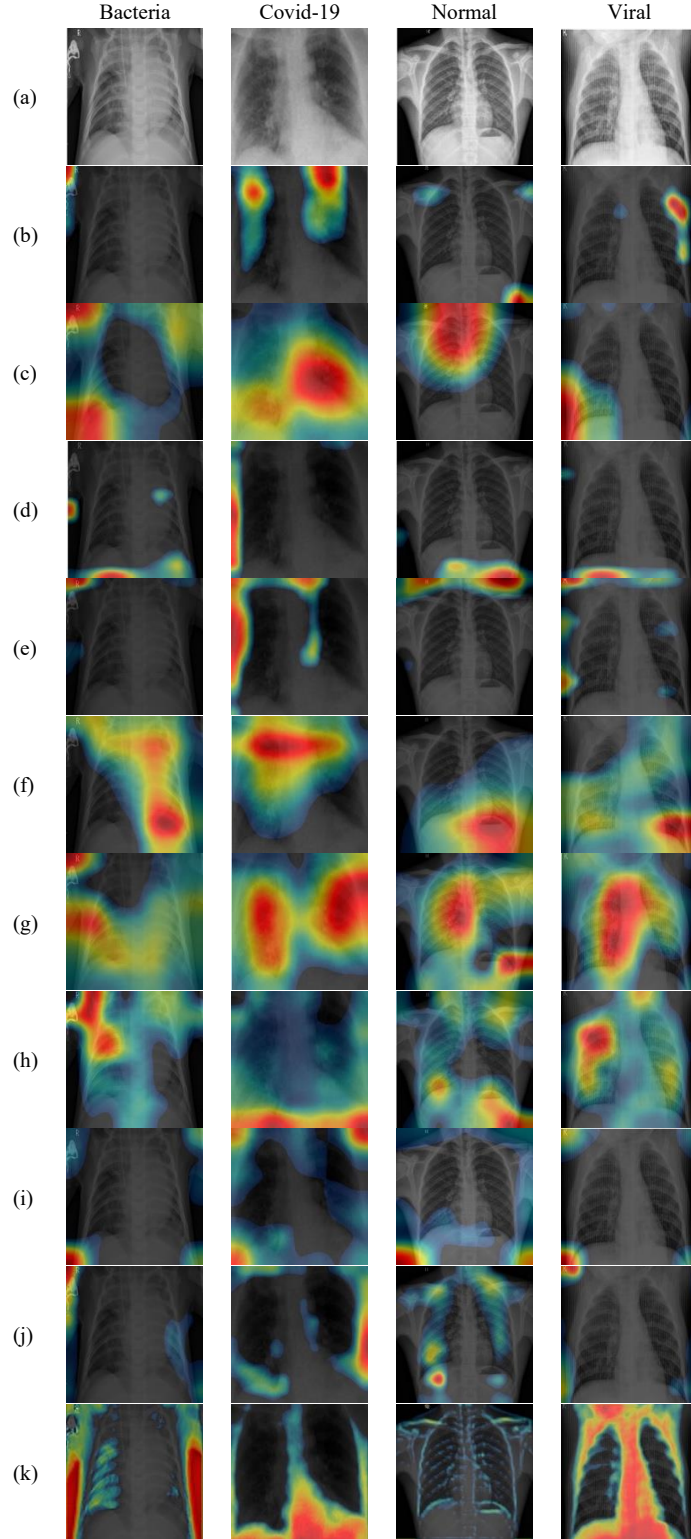 Bacteria Covid-19 Normal Viral
(a)
(b)
(c)
(d)
(e)
(f)
(g)
(h)
(i)
(j)
(k)